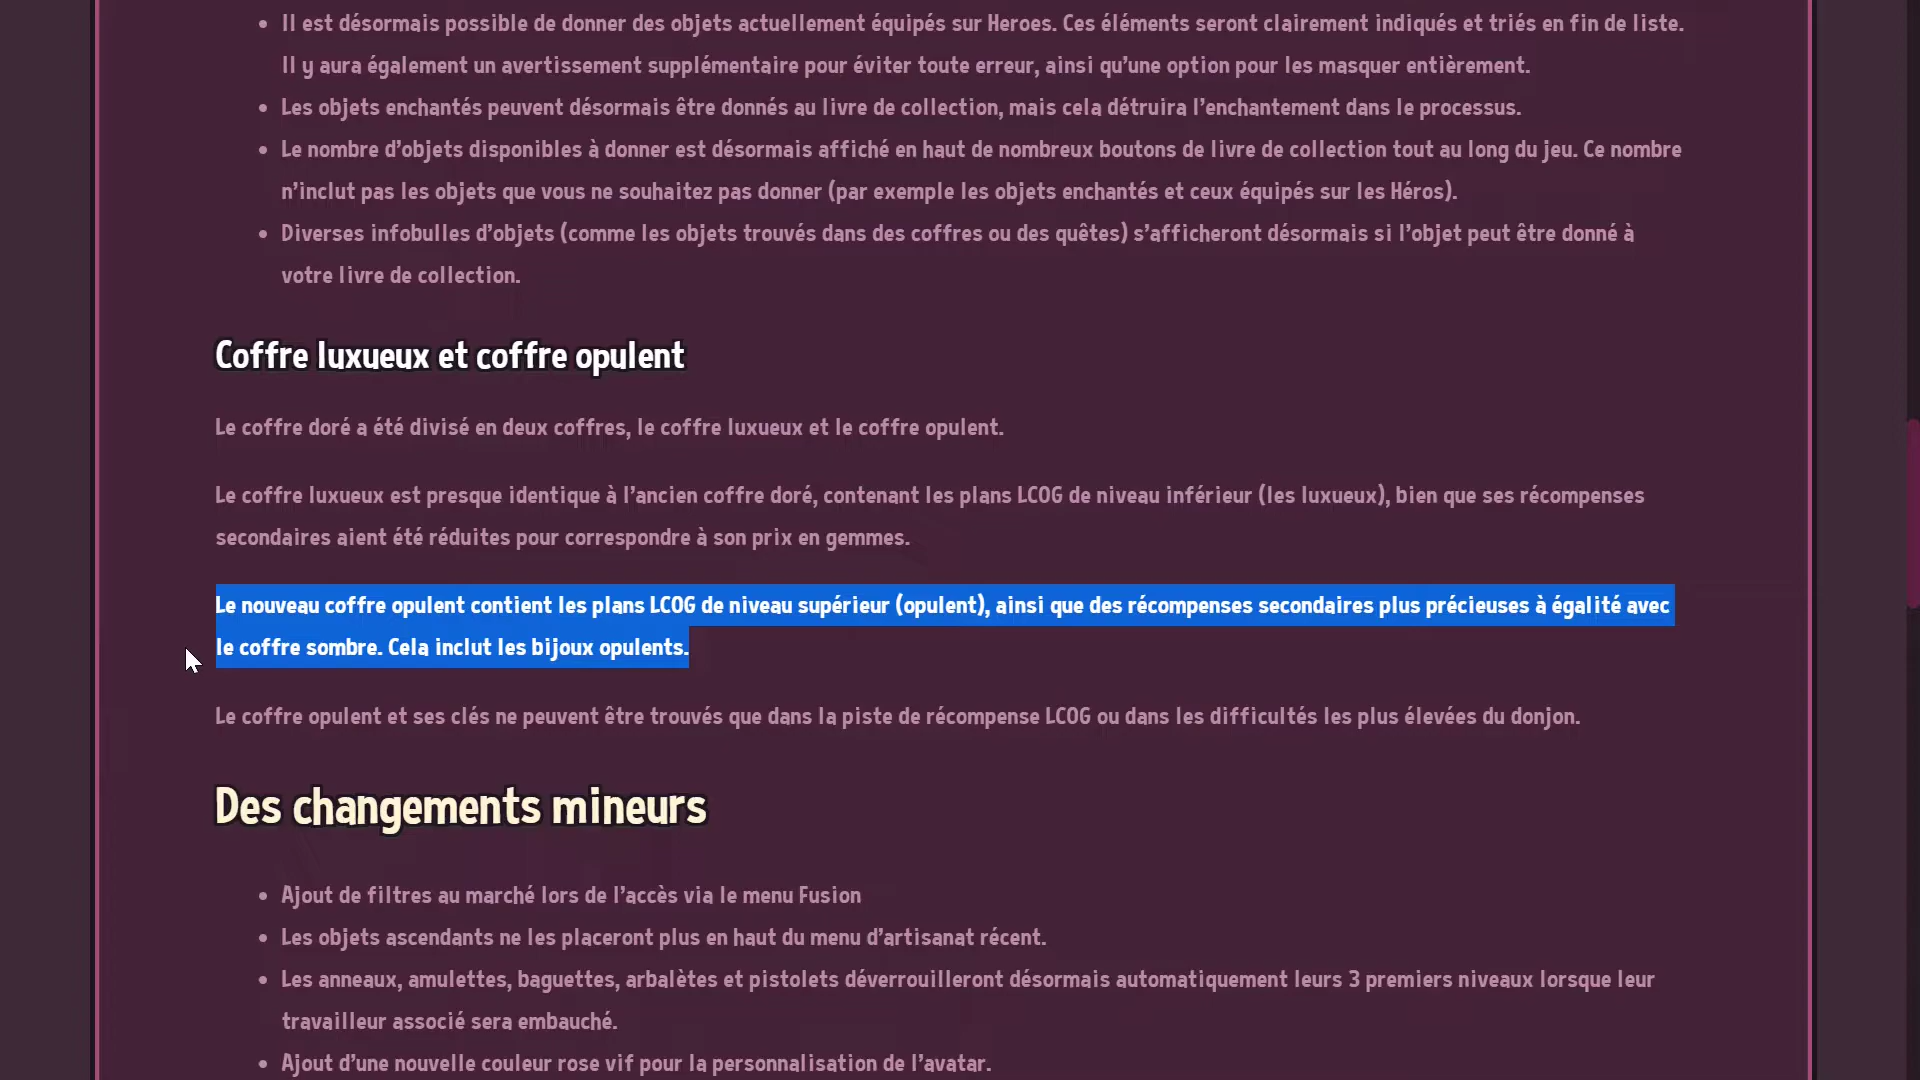 • Il est désormais possible de donner des objets actuellement équipés sur Heroes. Ces éléments seront clairement indiqués et triés en fin de liste.
Il y aura également un avertissement supplémentaire pour éviter toute erreur, ainsi qu'une option pour les masquer entièrement.
• Les objets enchantés peuvent désormais être donnés au livre de collection, mais cela détruira l'enchantement dans le processus.
• Le nombre d'objets disponibles à donner est désormais affiché en haut de nombreux boutons de livre de collection tout au long du jeu. Ce nombre
n'inclut pas les objets que vous ne souhaitez pas donner (par exemple les objets enchantés et ceux équipés sur les Héros).
• Diverses infobulles d'objets (comme les objets trouvés dans des coffres ou des quêtes) s'afficheront désormais si l'objet peut être donné à
votre livre de collection.
Coffre luxueux et coffre opulent
Le coffre doré a été divisé en deux coffres, le coffre luxueux et le coffre opulent.
Le coffre luxueux est presque identique à l'ancien coffre doré, contenant les plans LCOG de niveau inférieur (les luxueux), bien que ses récompenses
secondaires aient été réduites pour correspondre à son prix en gemmes.
Le nouveau coffre opulent contient les plans LCOG de niveau supérieur (opulent), ainsi que des récompenses secondaires plus précieuses à égalité avec
le coffre sombre. Cela inclut les bijoux opulents.
Le coffre opulent et ses clés ne peuvent être trouvés que dans la piste de récompense LCOG ou dans les difficultés les plus élevées du donjon.
Des changements mineurs
• Ajout de filtres au marché lors de l'accès via le menu Fusion
• Les objets ascendants ne les placeront plus en haut du menu d'artisanat récent.
• Les anneaux, amulettes, baguettes, arbalètes et pistolets déverrouilleront désormais automatiquement leurs 3 premiers niveaux lorsque leur
travailleur associé sera embauché.
• Ajout d'une nouvelle couleur rose vif pour la personnalisation de l'avatar.